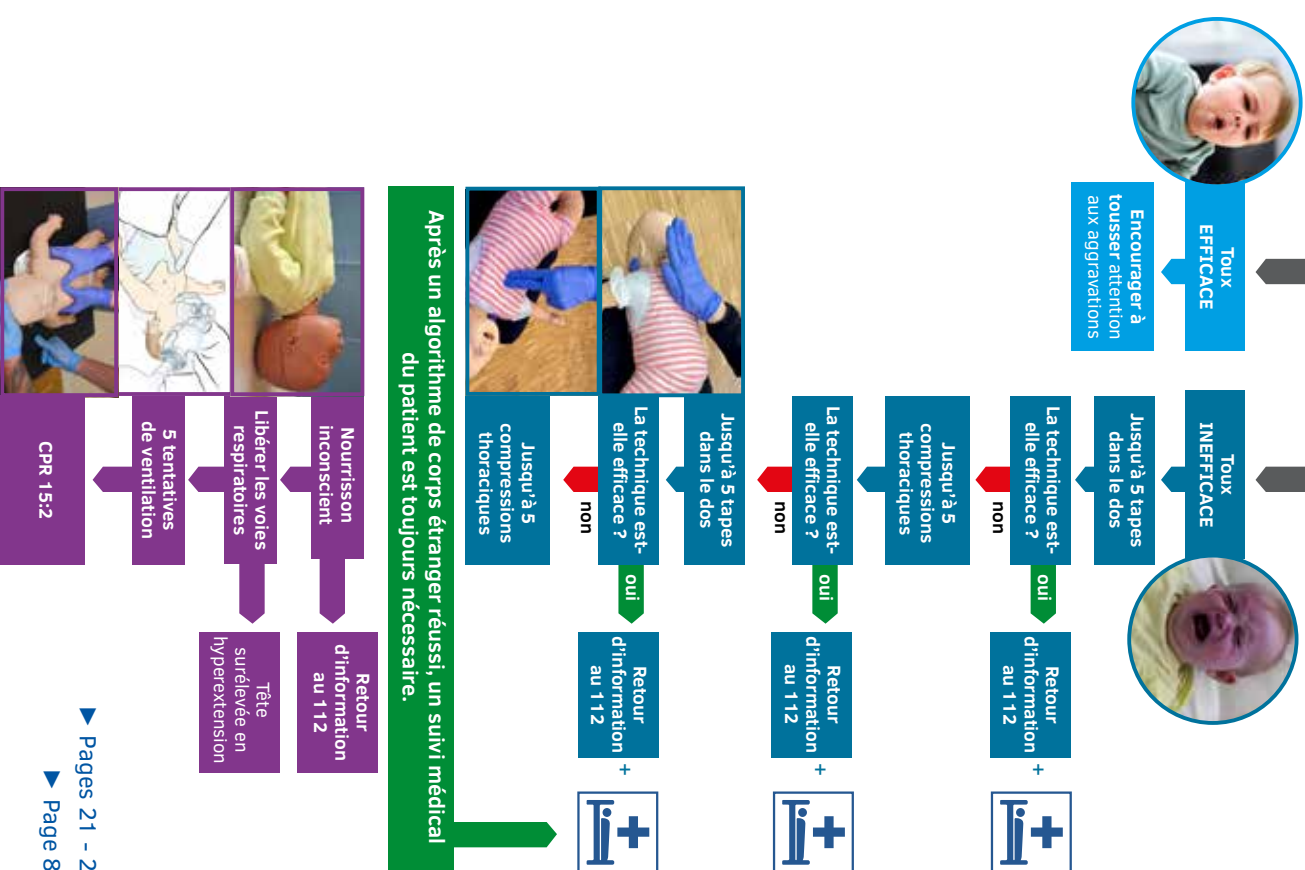 Toux
EFFICACE
Encourager à
tousser attention
aux aggravations
Toux
INEFFICACE
Jusqu'à 5 tapes
dans le dos
La technique est-
elle efficace ?
oui
Retour
d'information
au 112
+
non
Jusqu'à 5
compressions
thoraciques
La technique est-
elle efficace ?
oui
Retour
d'information
au 112
+
non
Jusqu'à 5 tapes
dans le dos
La technique est-
elle efficace ?
oui
Retour
d'information
au 112
+
non
Jusqu'à 5
compressions
thoraciques
Après un algorithme de corps étranger réussi, un suivi médical
du patient est toujours nécessaire.
Nourrisson
inconscient
Retour
d'information
au 112
Libérer les voies
respiratoires
Tête
surélevée en
hyperextension
5 tentatives
de ventilation
CPR 15:2
▶ Pages 21 - 2
▶ Page 8